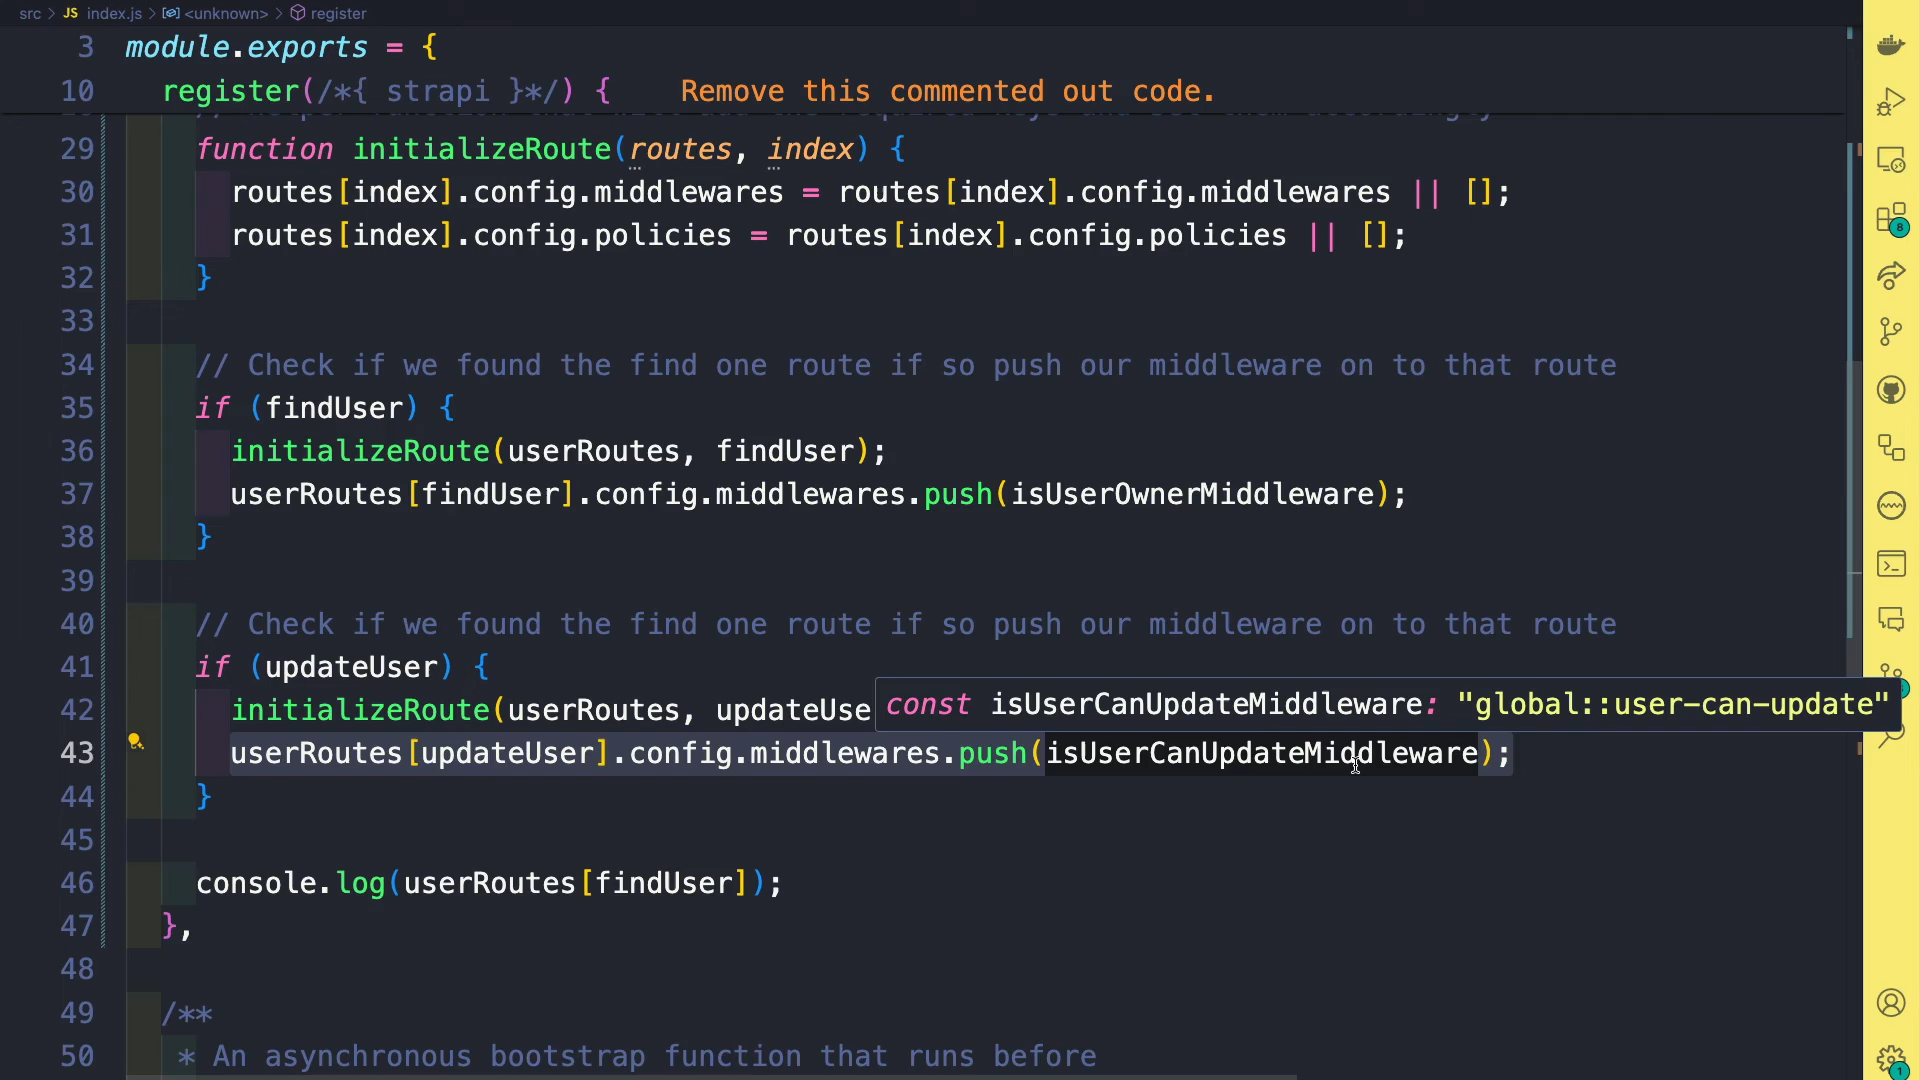 src > JS index.js > <unknown> > register
3 module.exports = {
10 register(/*{ strapi }*/) { Remove this commented out code.
29 function initializeRoute(routes, index) {
30 routes[index].config.middlewares = routes[index].config.middlewares || [];
31 routes[index].config.policies = routes[index].config.policies || [];
32 }
33
34 // Check if we found the find one route if so push our middleware on to that route
35 if (findUser) {
36 initializeRoute(userRoutes, findUser);
37 userRoutes[findUser].config.middlewares.push(isUserOwnerMiddleware);
38 }
39
40 // Check if we found the find one route if so push our middleware on to that route
41 if (updateUser) {
42 initializeRoute(userRoutes, updateUse
const isUserCanUpdateMiddleware: "global::user-can-update"
43 userRoutes[updateUser].config.middlewares.push(isUserCanUpdateMiddleware);
44 }
45
46 console.log(userRoutes[findUser]);
47 },
48
49 /**
50 * An asynchronous bootstrap function that runs before
8
1